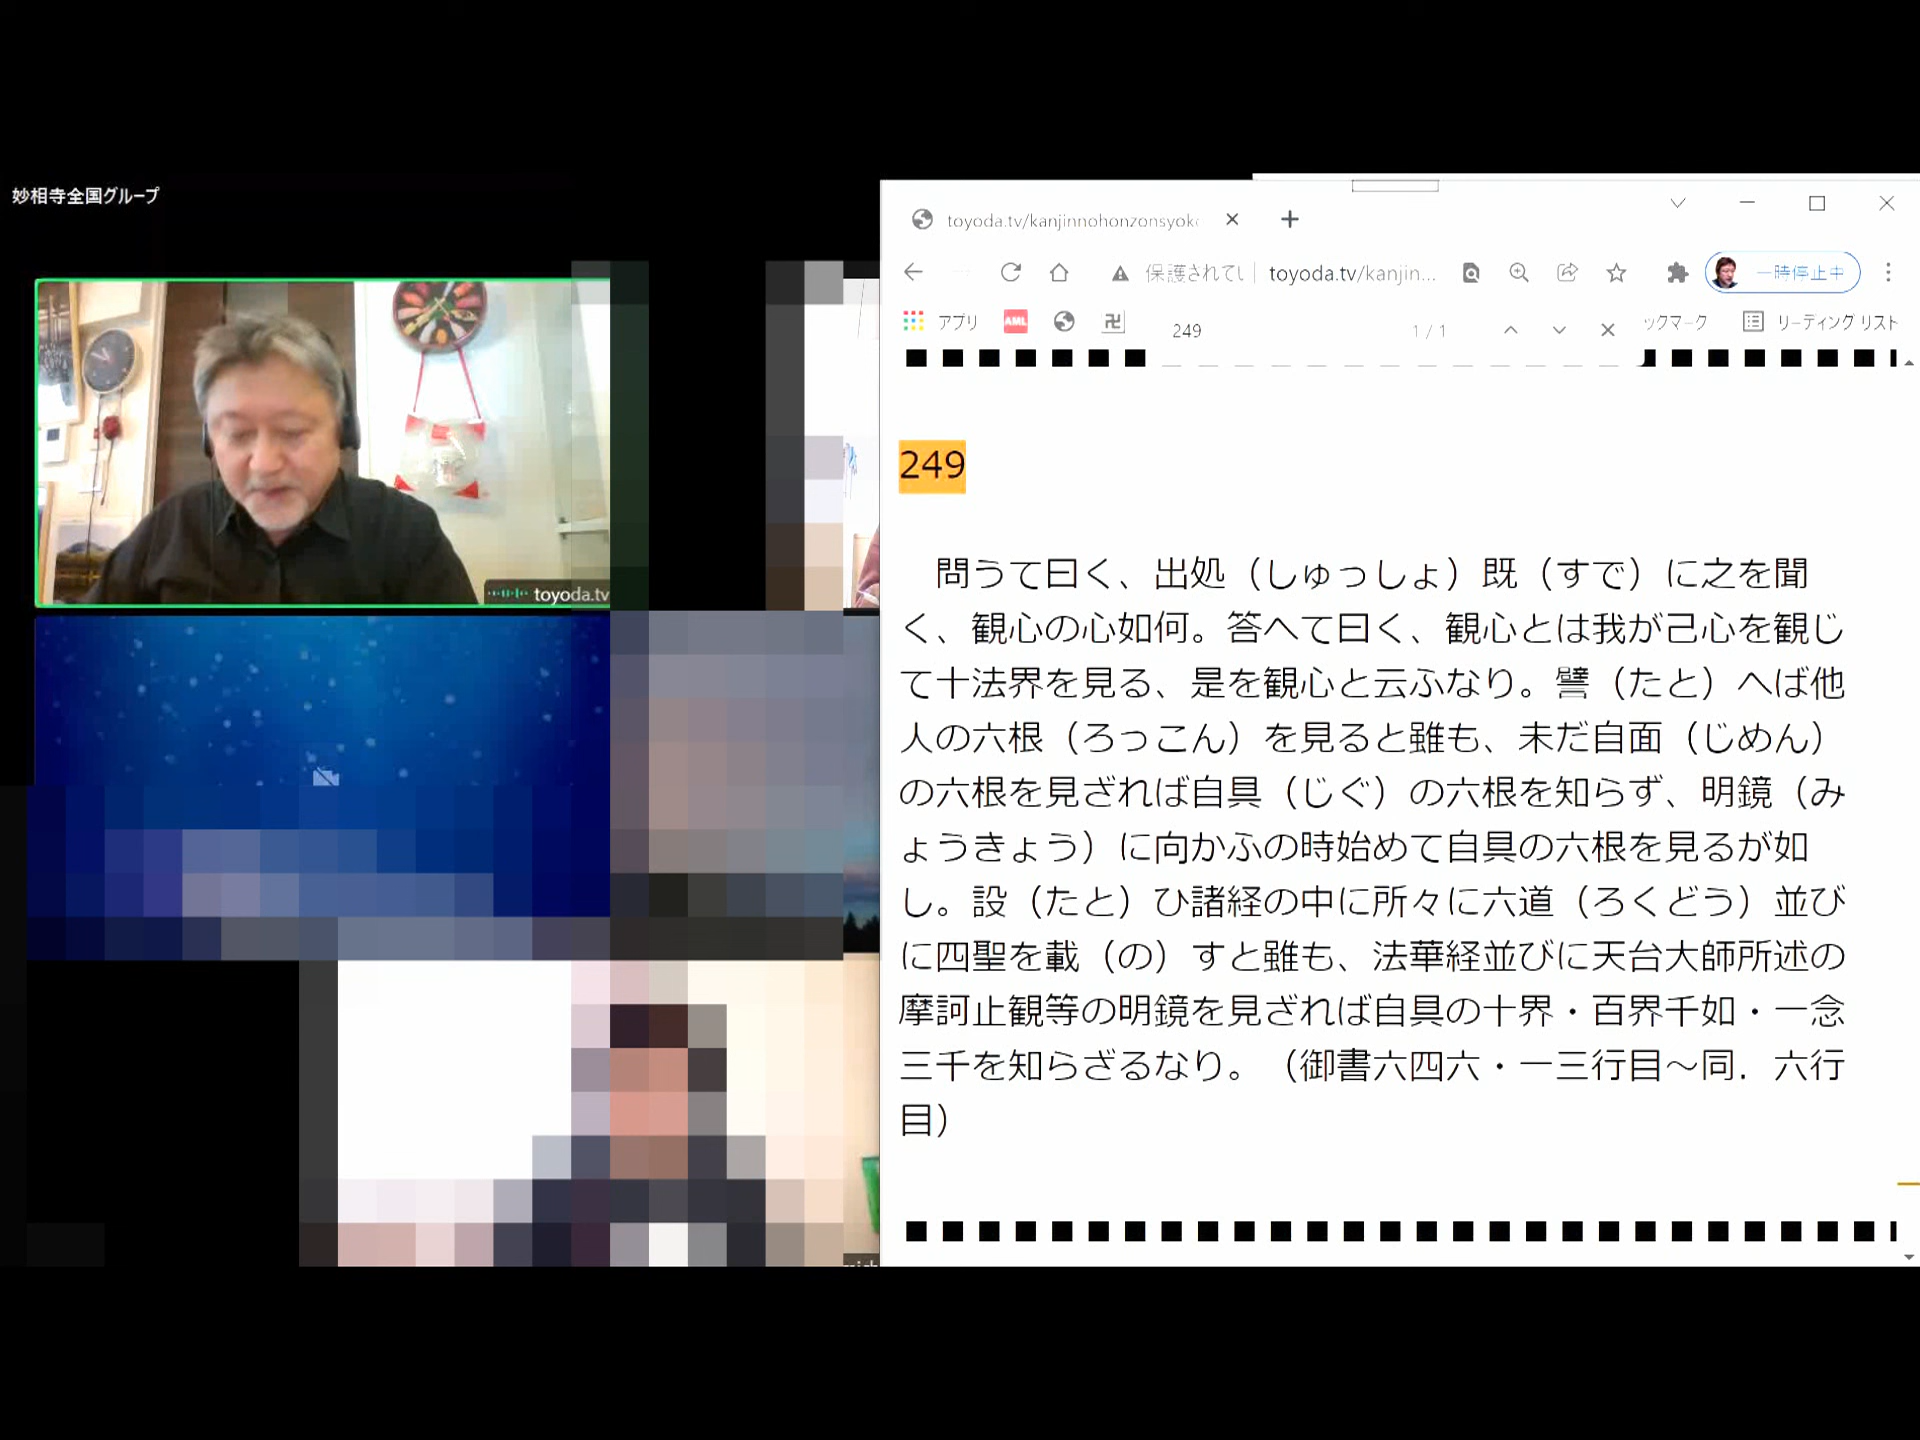 妙相寺全国グループ
toyoda.tv
toyoda.tv/kanjinnohonzonsyok
保護されてい
toyoda.tv/kanjin...
一時停止中
アプリ
AML
249
1 / 1
ックマーク
リーディング リスト
249
問うて曰く、出処（しゅっしょ）既（すで）に之を聞
く、観心の心如何。答へて曰く、観心とは我が己心を観じ
て十法界を見る、是を観心と云ふなり。譬（たと）へば他
人の六根（ろっこん）を見ると雖も、未だ自面（じめん）
の六根を見ざれば自具（じぐ）の六根を知らず、明鏡（み
ょうきょう）に向かふの時始めて自具の六根を見るが如
し。設（たと）ひ諸経の中に所々に六道（ろくどう）並び
に四聖を載（の）すと雖も、法華経並びに天台大師所述の
摩訶止観等の明鏡を見ざれば自具の十界・百界千如・一念
三千を知らざるなり。（御書六四六・一三行目～同．六行
目）